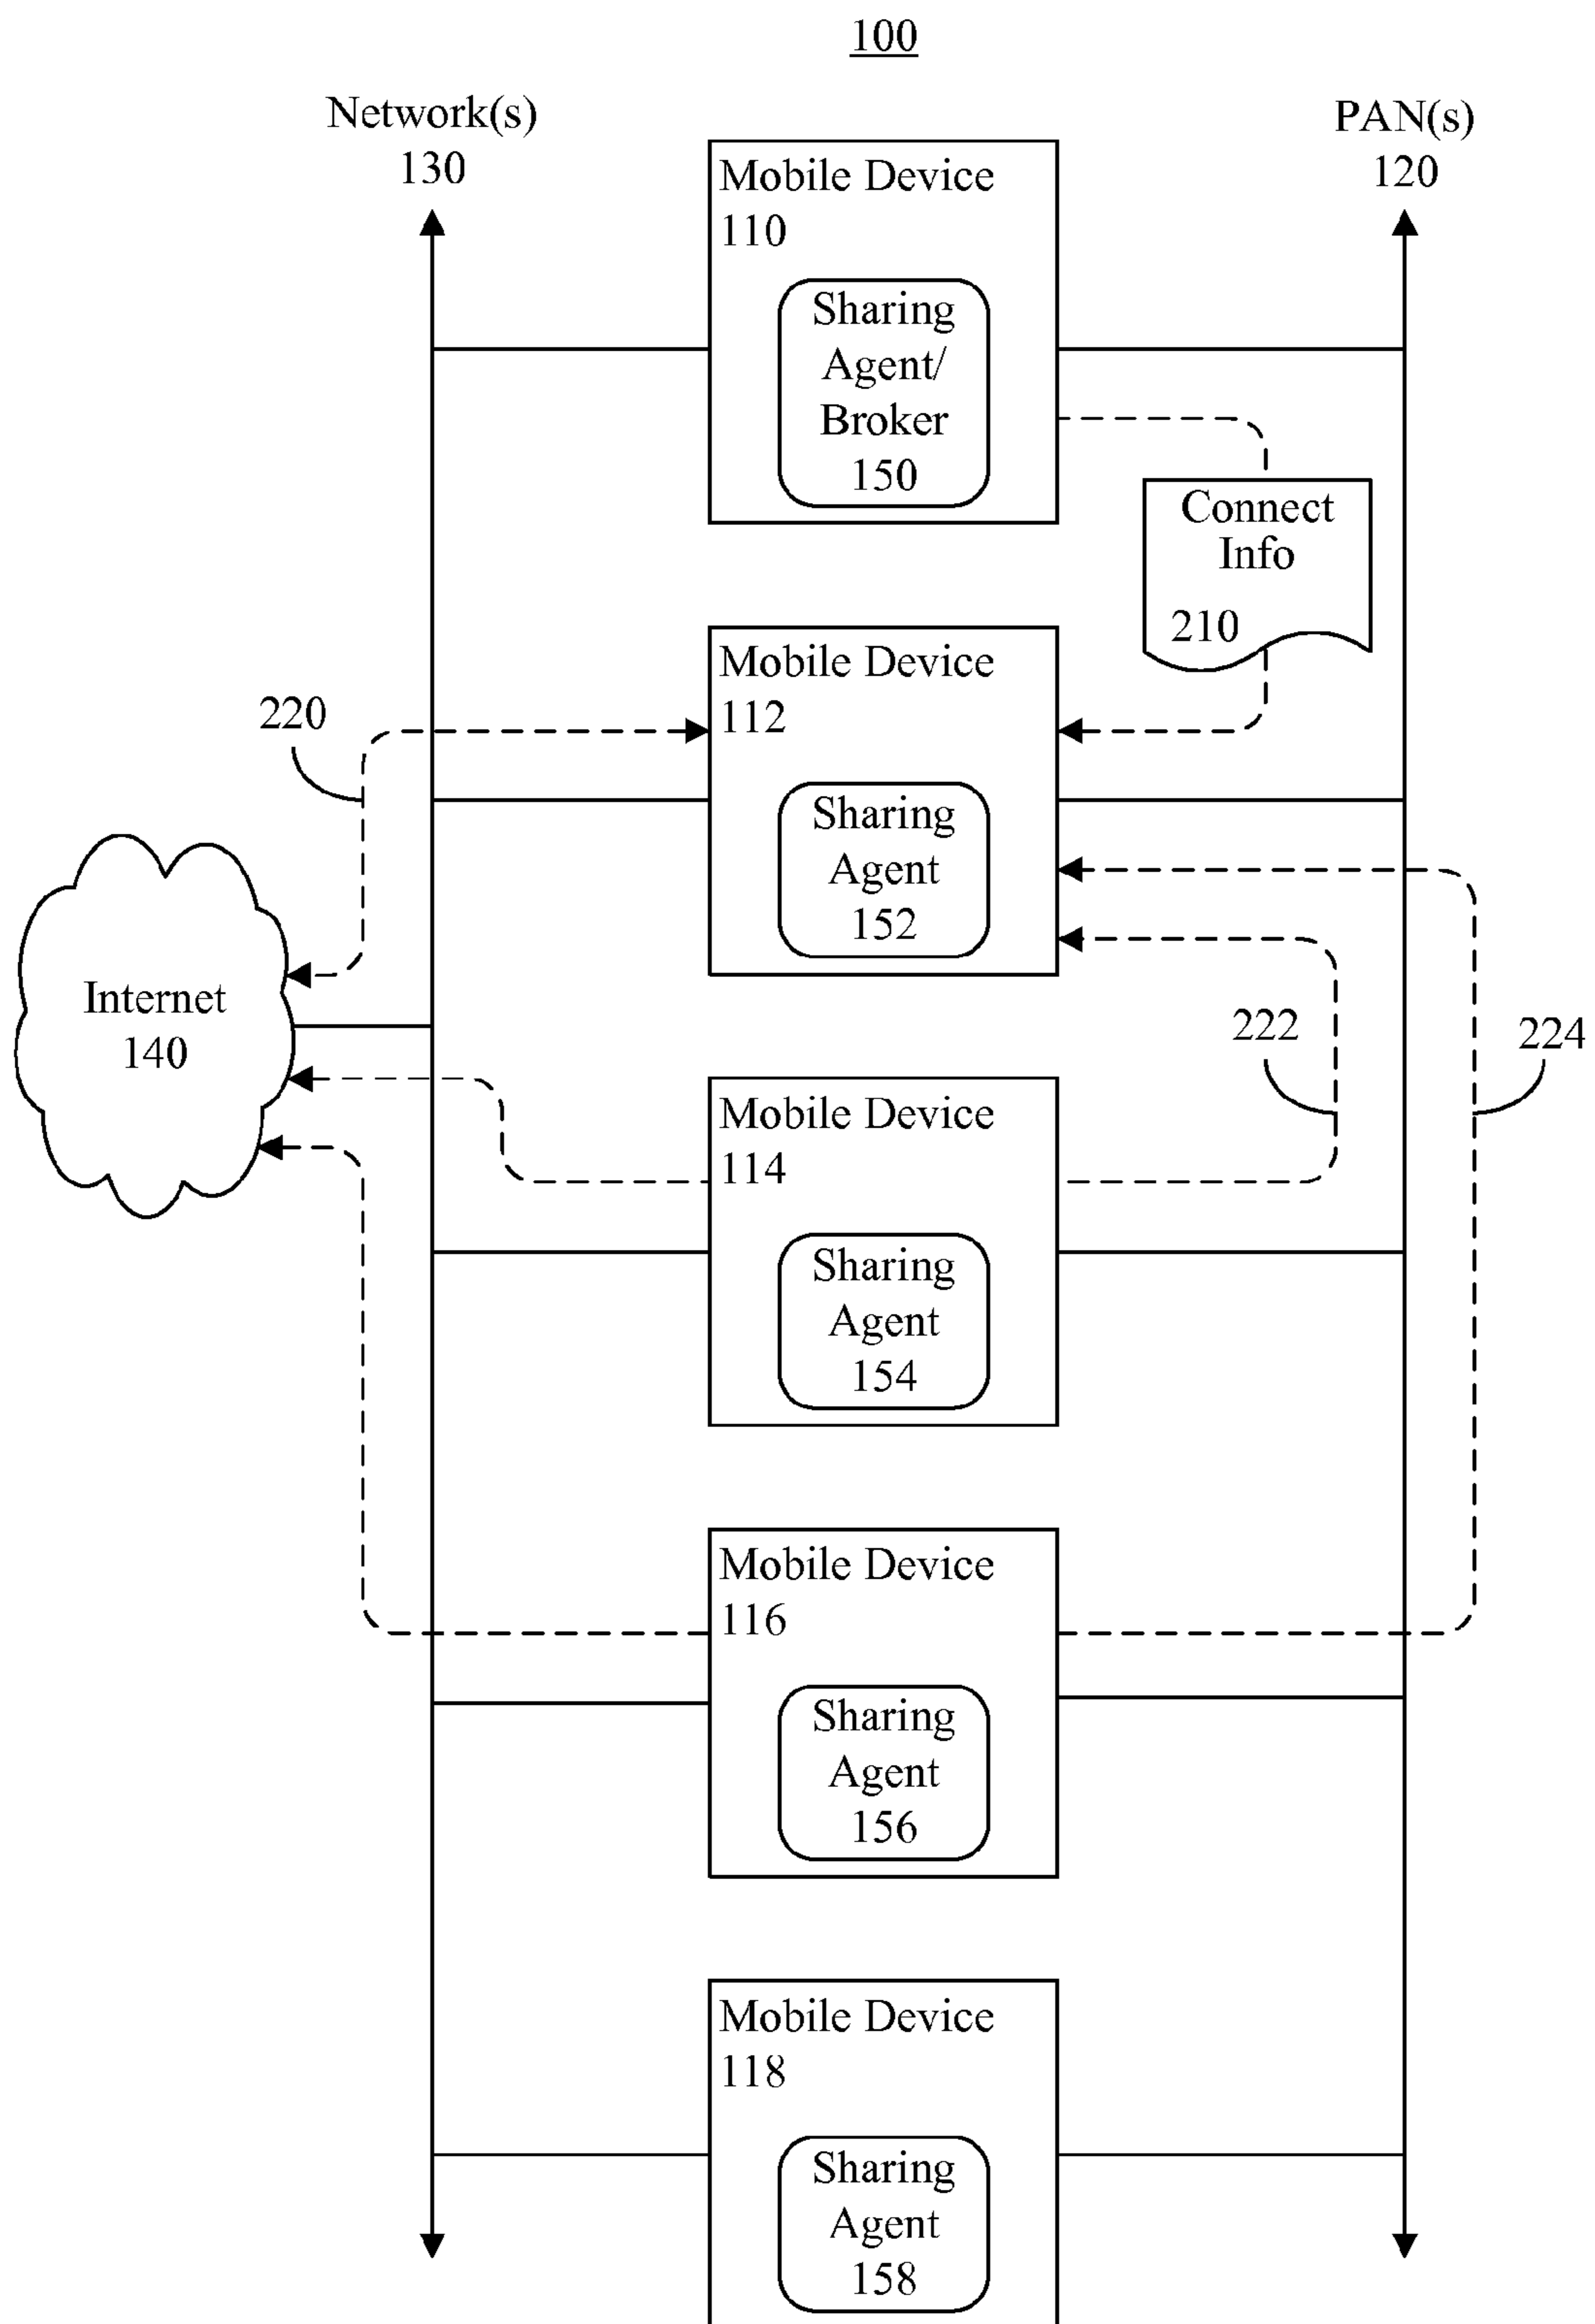 100
Network(s)
130
PAN(s)
120
Mobile Device
110
Sharing
Agent/
Broker
150
Connect
Info
210
Mobile Device
112
220
Sharing
Agent
152
Internet
140
222
224
Mobile Device
114
Sharing
Agent
154
Mobile Device
116
Sharing
Agent
156
Mobile Device
118
Sharing
Agent
158